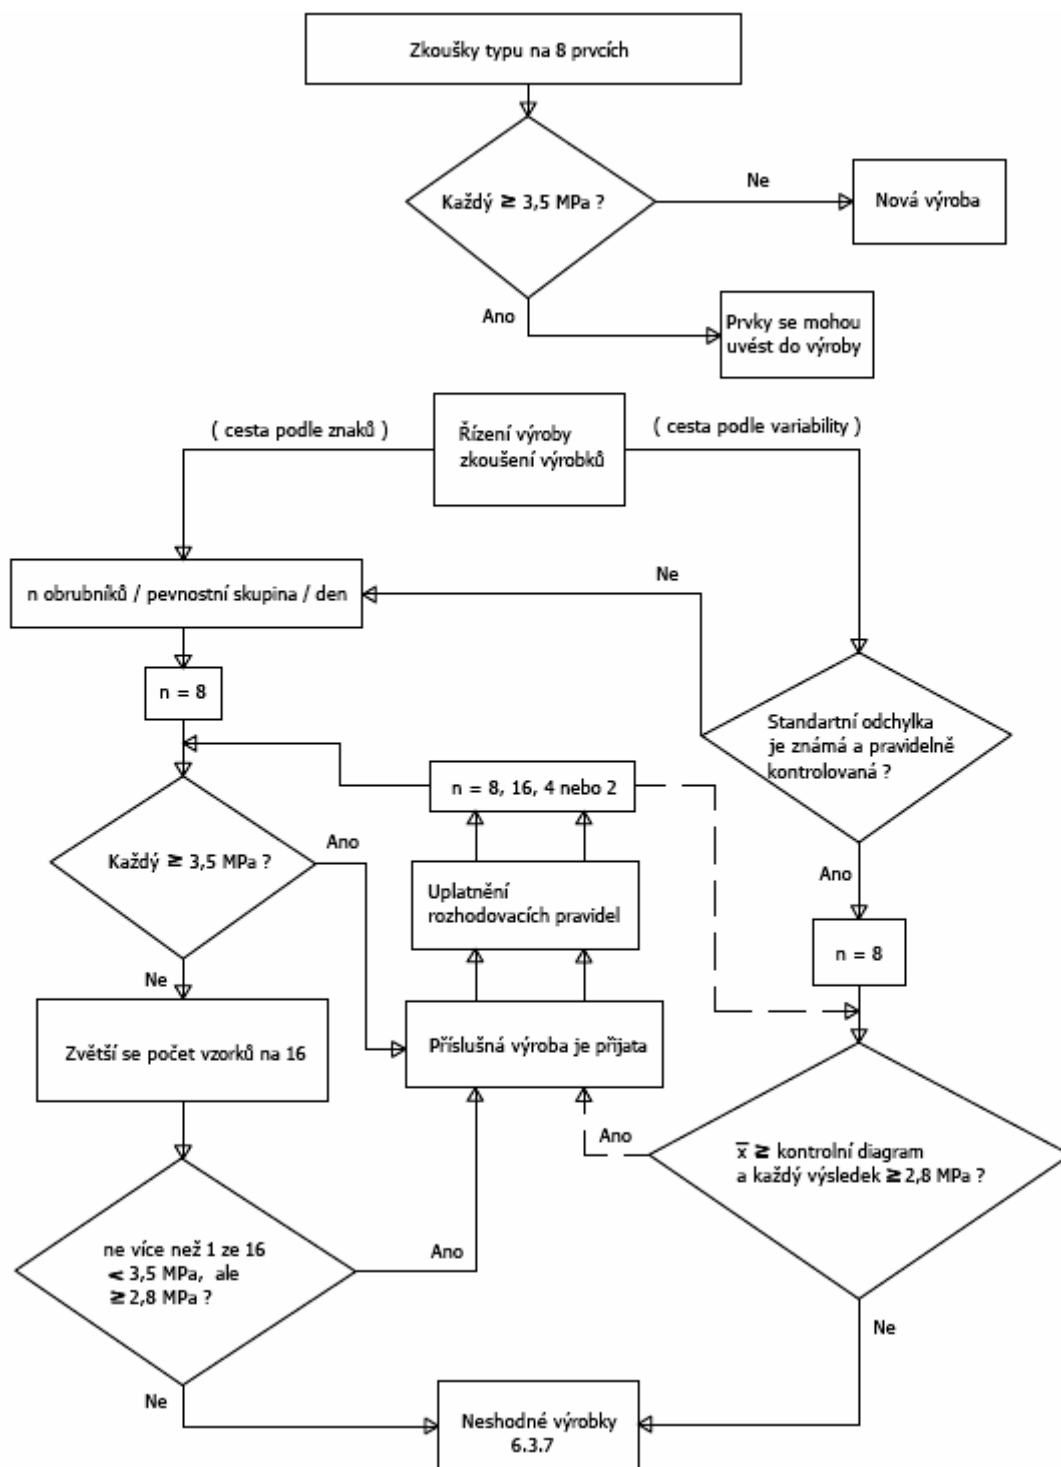 Zkoušky typu na 8 prvcích
Každý ≥ 3,5 MPa ?
Ne
Nová výroba
Ano
Prvky se mohou
uvést do výroby
( cesta podle znaků )
Řízení výroby
zkoušení výrobků
( cesta podle variability )
n obrubníků / pevnostní skupina / den
Ne
n = 8
Standartní odchylka
je známá a pravidelně
kontrolovaná ?
n = 8, 16, 4 nebo 2
Každý ≥ 3,5 MPa ?
Ano
Uplatnění
rozhodovacích pravidel
Ano
n = 8
Ne
Zvětší se počet vzorků na 16
Příslušná výroba je přijata
Ano
x̅ ≥ kontrolní diagram
a každý výsledek ≥ 2,8 MPa ?
ne více než 1 ze 16
< 3,5 MPa, ale
≥ 2,8 MPa ?
Ano
Ne
Ne
Neshodné výrobky
6.3.7